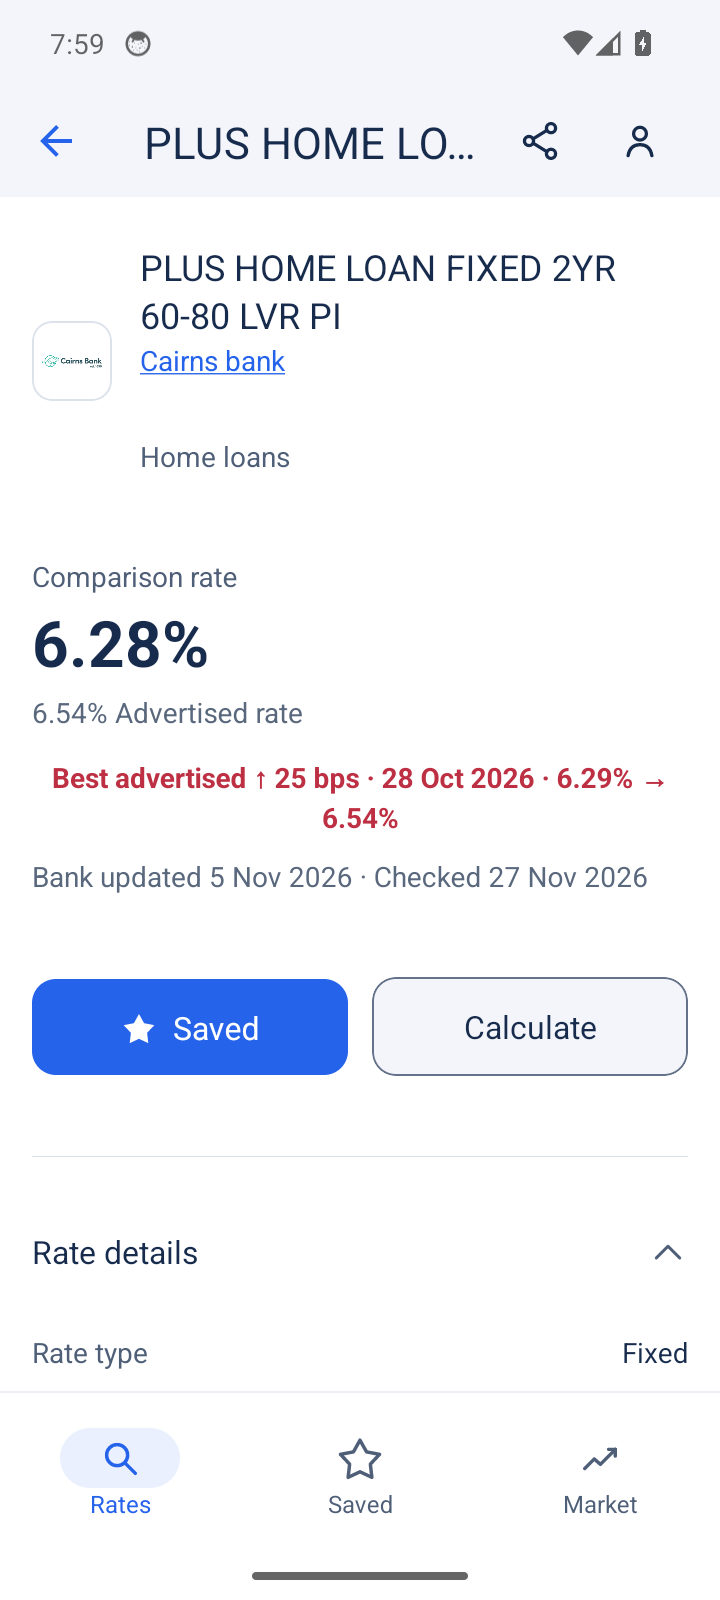 7:59
PLUS HOME LO...
PLUS HOME LOAN FIXED 2YR
60-80 LVR PI
Cairns Bank
Cairns bank
Home loans
Comparison rate
6.28%
6.54% Advertised rate
Best advertised ↑ 25 bps · 28 Oct 2026 · 6.29% →
6.54%
Bank updated 5 Nov 2026 · Checked 27 Nov 2026
Saved
Calculate
Rate details
Rate type
Fixed
Rates
Saved
Market